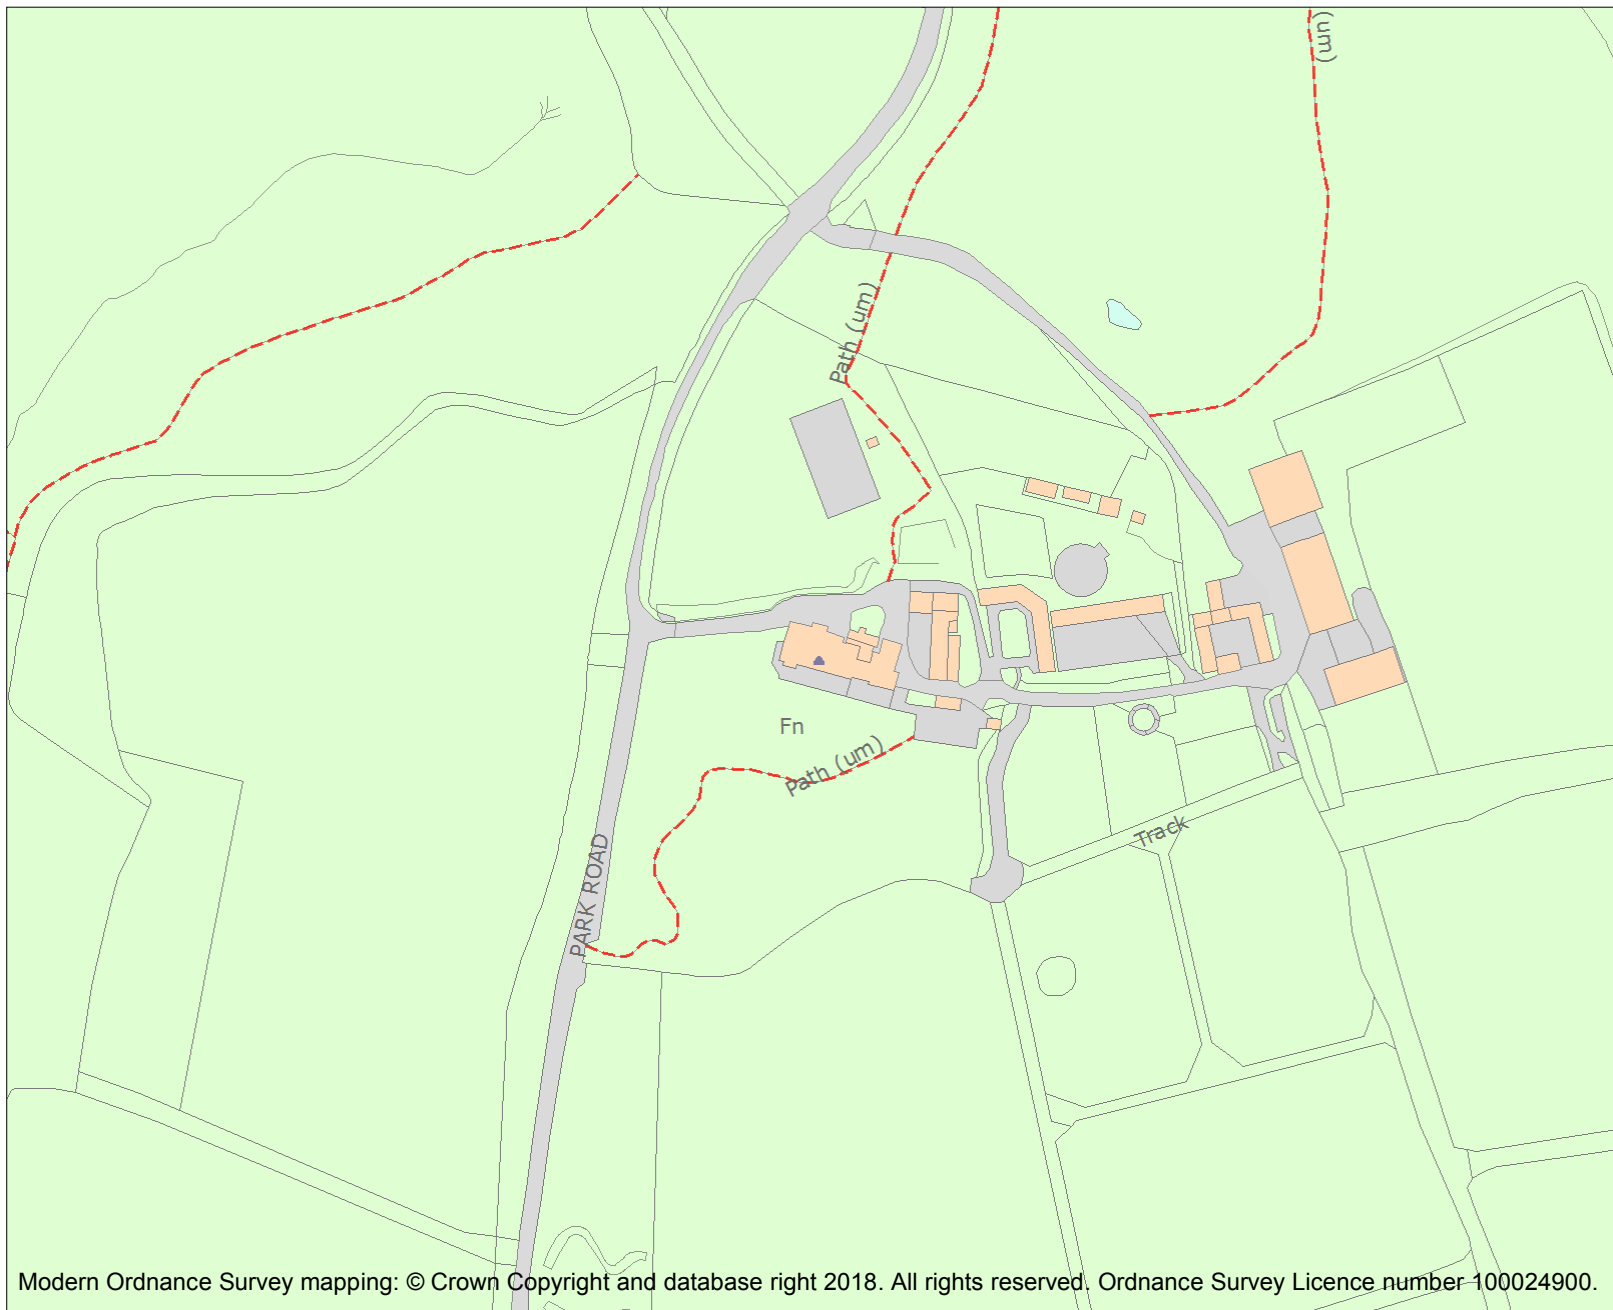 (um)
Path (um)
Fn
Path (um)
Track
PARK ROAD
Modern Ordnance Survey mapping: © Crown Copyright and database right 2018. All rights reserved. Ordnance Survey Licence number 100024900.